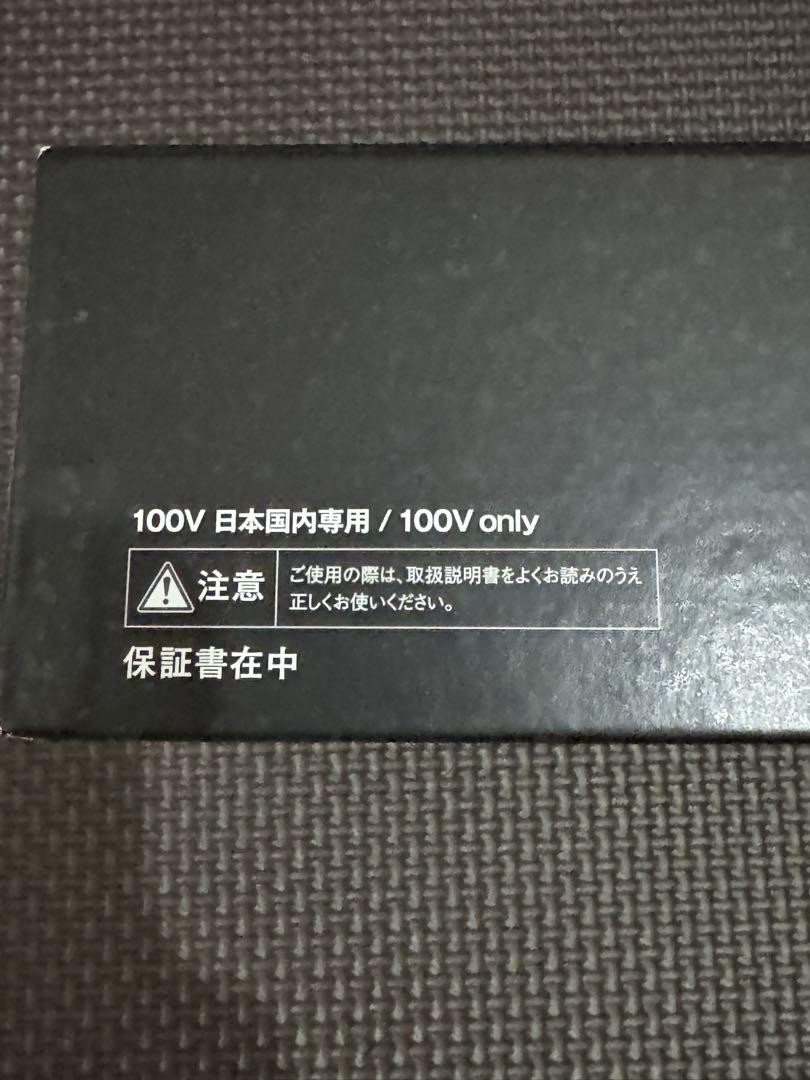 100V 日本国内専用 / 100V only
注意
ご使用の際は、取扱説明書をよくお読みのうえ
正しくお使いください。
保証書在中